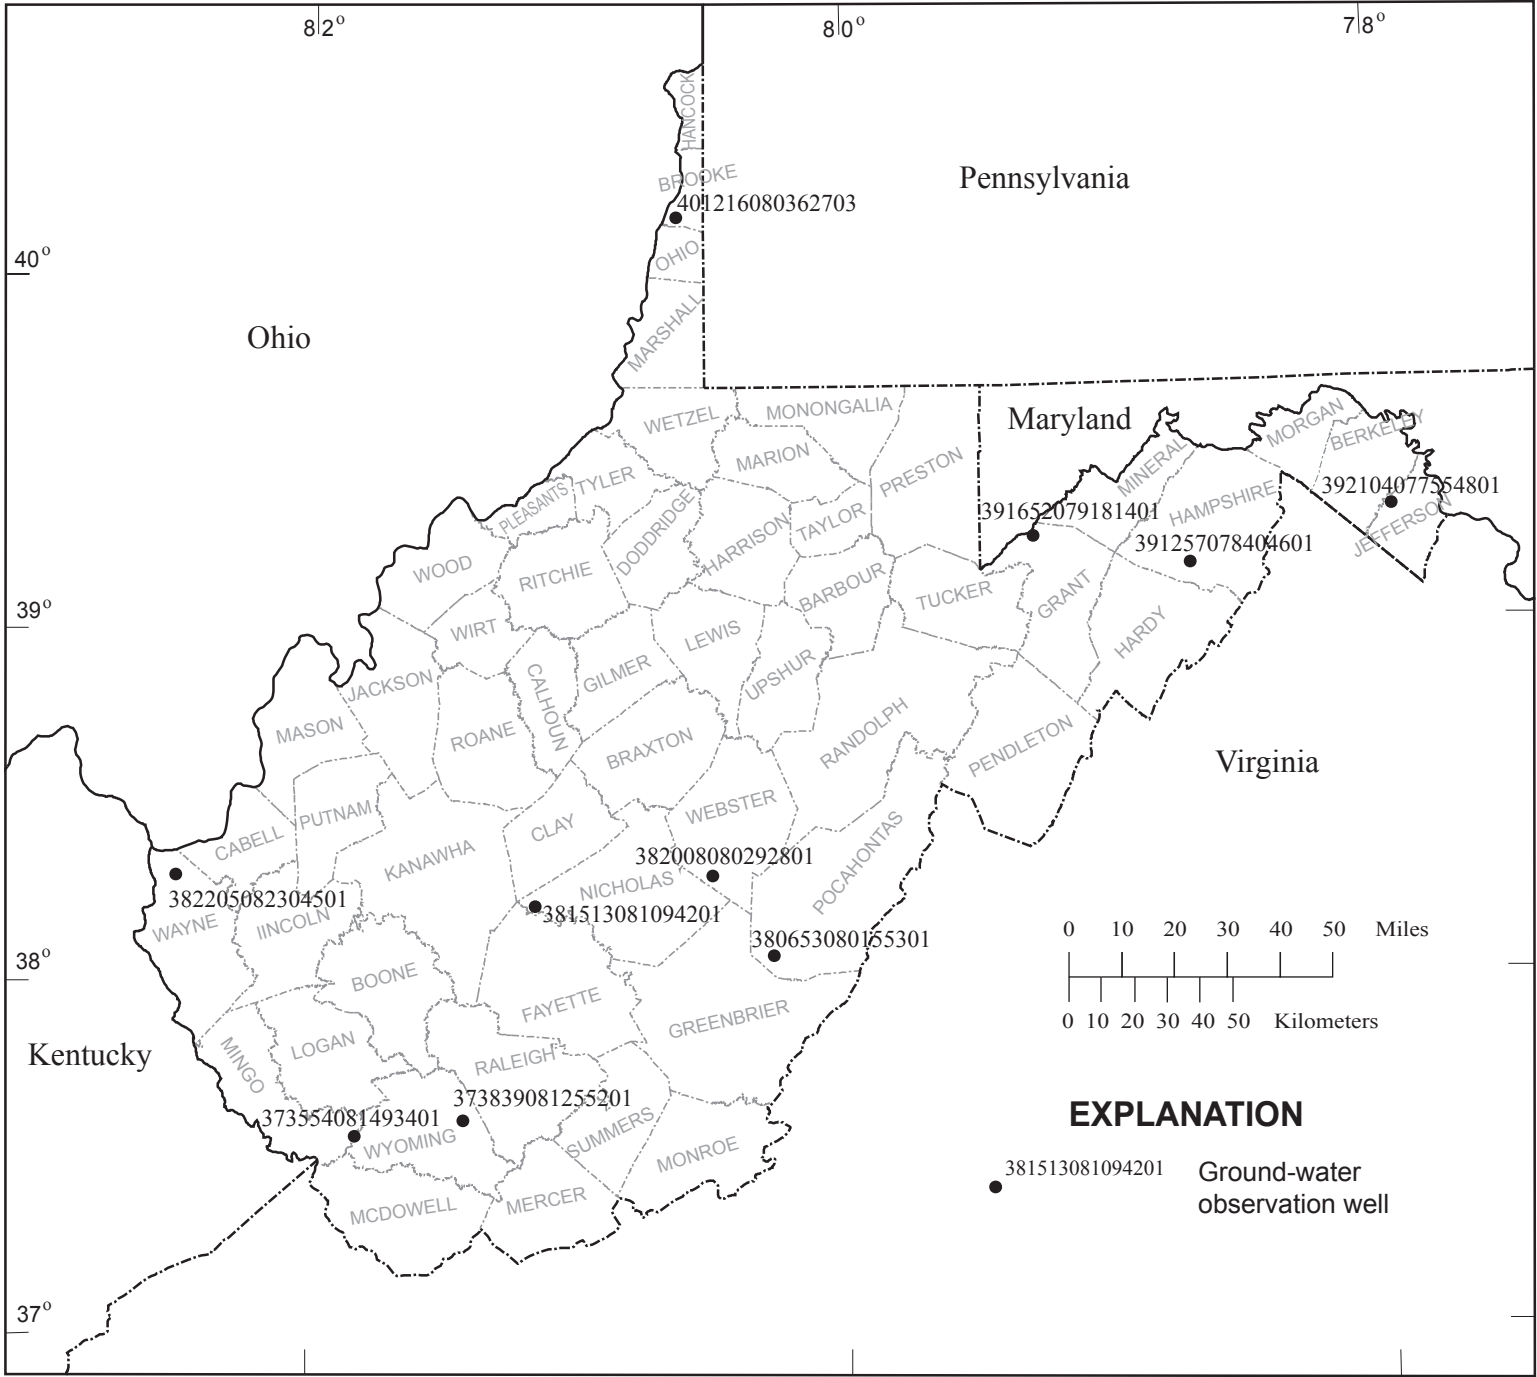 82°
80°
78°
HANCOCK
Pennsylvania
BROOKE
401216080362703
40°
OHIO
Ohio
MARSHALL
WETZEL
MONONGALIA
Maryland
MORGAN
BERKELEY
MARION
PRESTON
MINERAL
TYLER
PLEASANTS
HAMPSHIRE
392104077554801
391652079181401
JEFFERSON
DODDRIDGE
HARRISON
TAYLOR
391257078404601
WOOD
RITCHIE
BARBOUR
TUCKER
GRANT
39°
WIRT
LEWIS
HARDY
JACKSON
CALHOUN
GILMER
UPSHUR
MASON
ROANE
BRAXTON
RANDOLPH
PENDLETON
Virginia
PUTNAM
WEBSTER
CABELL
CLAY
KANAWHA
POCAHONTAS
382008080292801
382205082304501
NICHOLAS
381513081094201
WAYNE
lINCOLN
380653080155301
0 10 20 30 40 50 Miles
38°
BOONE
FAYETTE
GREENBRIER
0 10 20 30 40 50 Kilometers
Kentucky
MINGO
LOGAN
RALEIGH
373839081255201
373554081493401
EXPLANATION
WYOMING
SUMMERS
MONROE
381513081094201
Ground-water
observation well
MCDOWELL
MERCER
37°